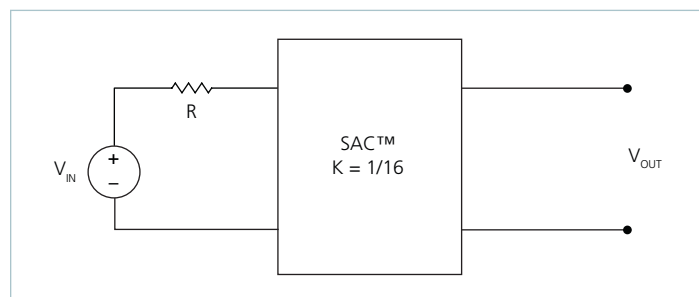 R
V_IN
+
−
SAC™
K = 1/16
V_OUT